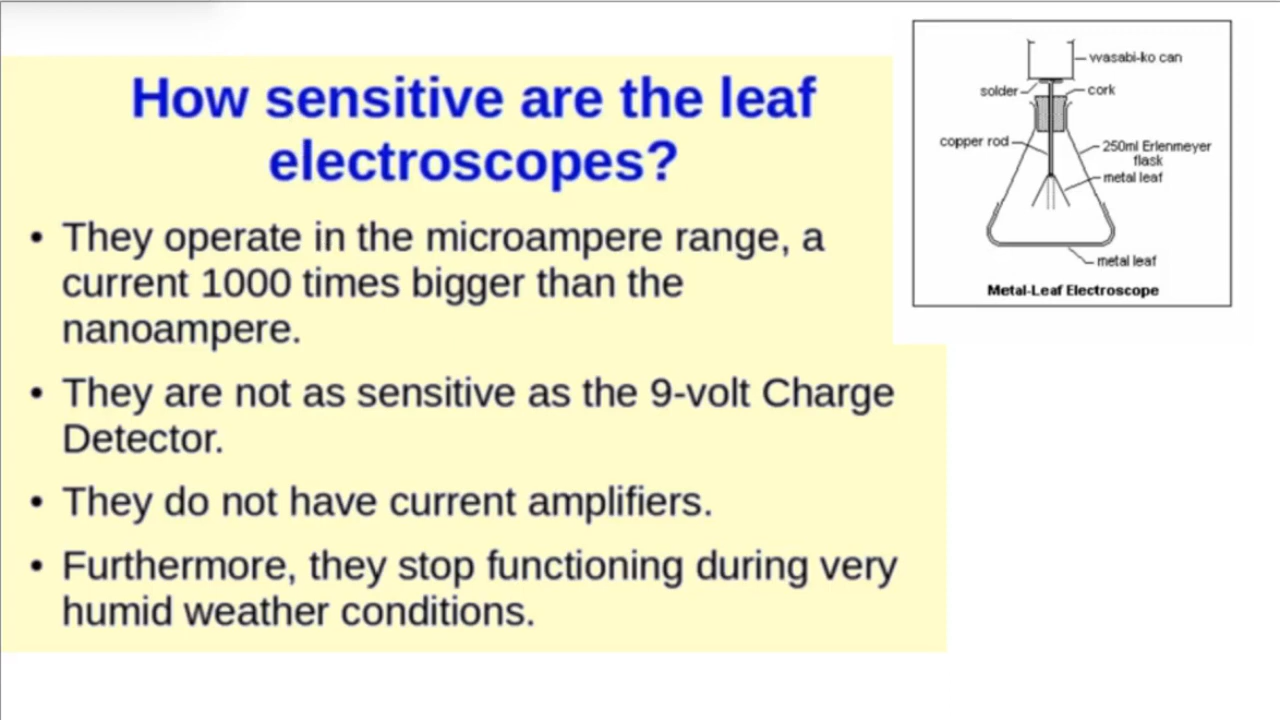 How sensitive are the leaf
electroscopes?
• They operate in the microampere range, a
current 1000 times bigger than the
nanoampere.
• They are not as sensitive as the 9-volt Charge
Detector.
• They do not have current amplifiers.
• Furthermore, they stop functioning during very
humid weather conditions.
wasabi-ko can
solder
cork
copper rod
250ml Erlenmeyer
flask
metal leaf
metal leaf
Metal-Leaf Electroscope